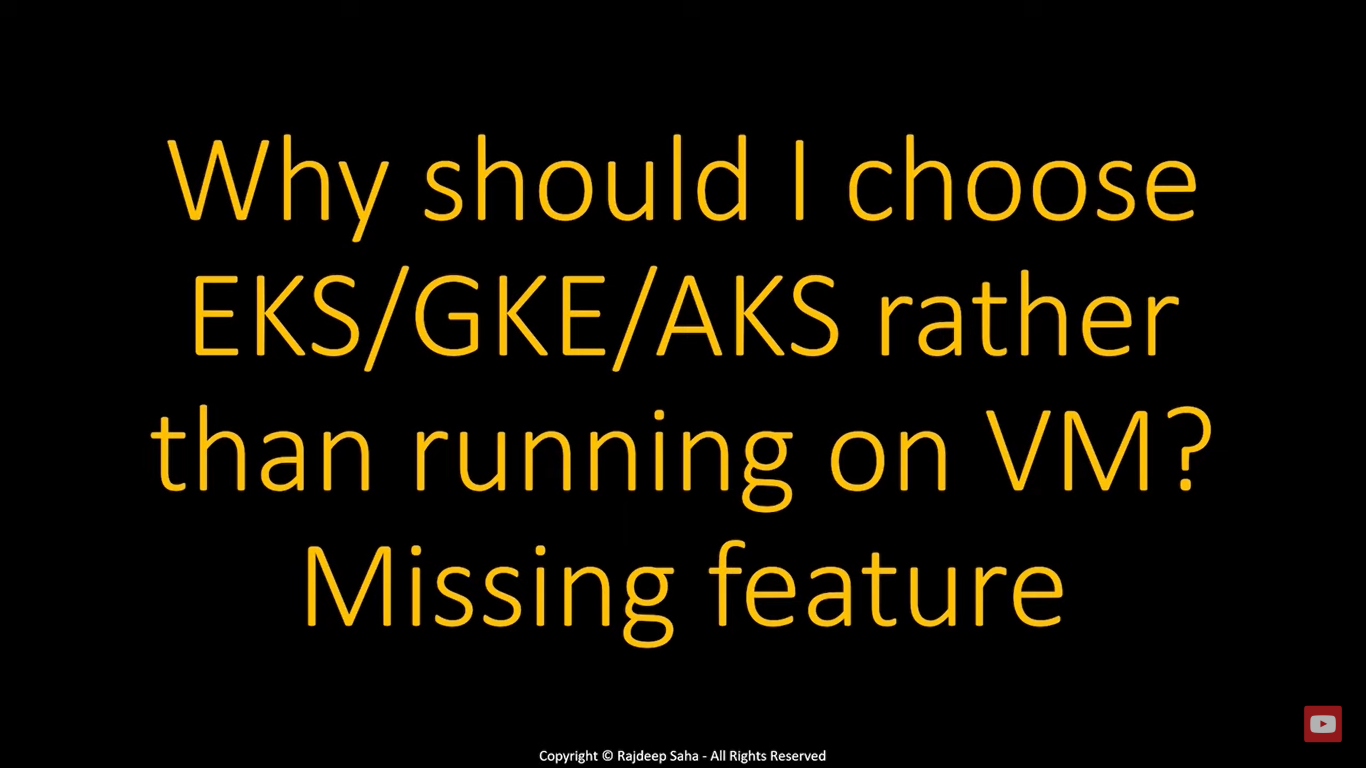 Why should I choose
EKS/GKE/AKS rather
than running on VM?
Missing feature
Copyright © Rajdeep Saha - All Rights Reserved